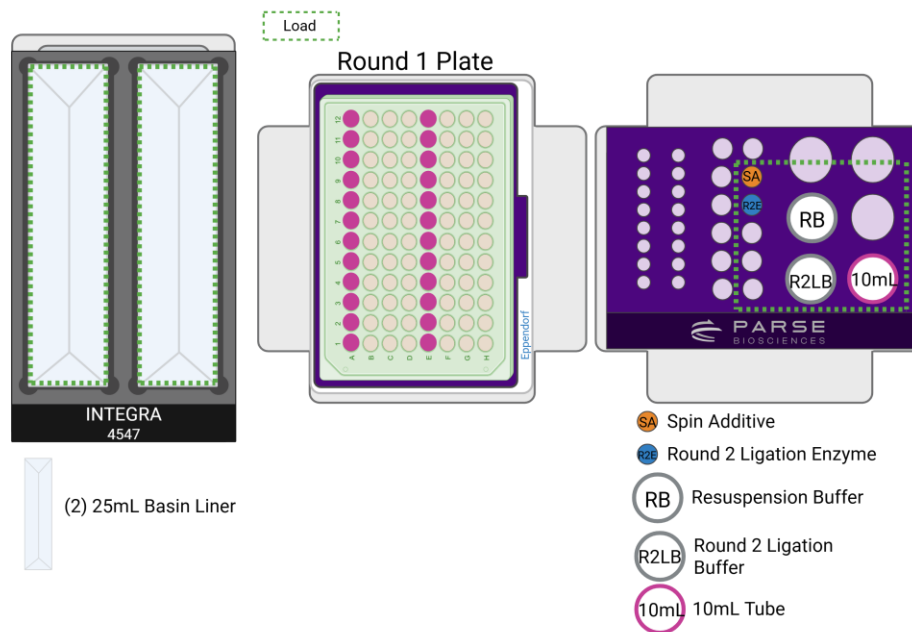 Load
Round 1 Plate
12
11
10
9
8
7
6
5
4
3
2
1
A B C D E F G H
Eppendorf
INTEGRA
4547
(2) 25mL Basin Liner
SA
R2E
RB
R2LB 10mL
PARSE
BIOSCIENCES
SA Spin Additive
R2E Round 2 Ligation Enzyme
RB Resuspension Buffer
R2LB Round 2 Ligation
Buffer
10mL 10mL Tube